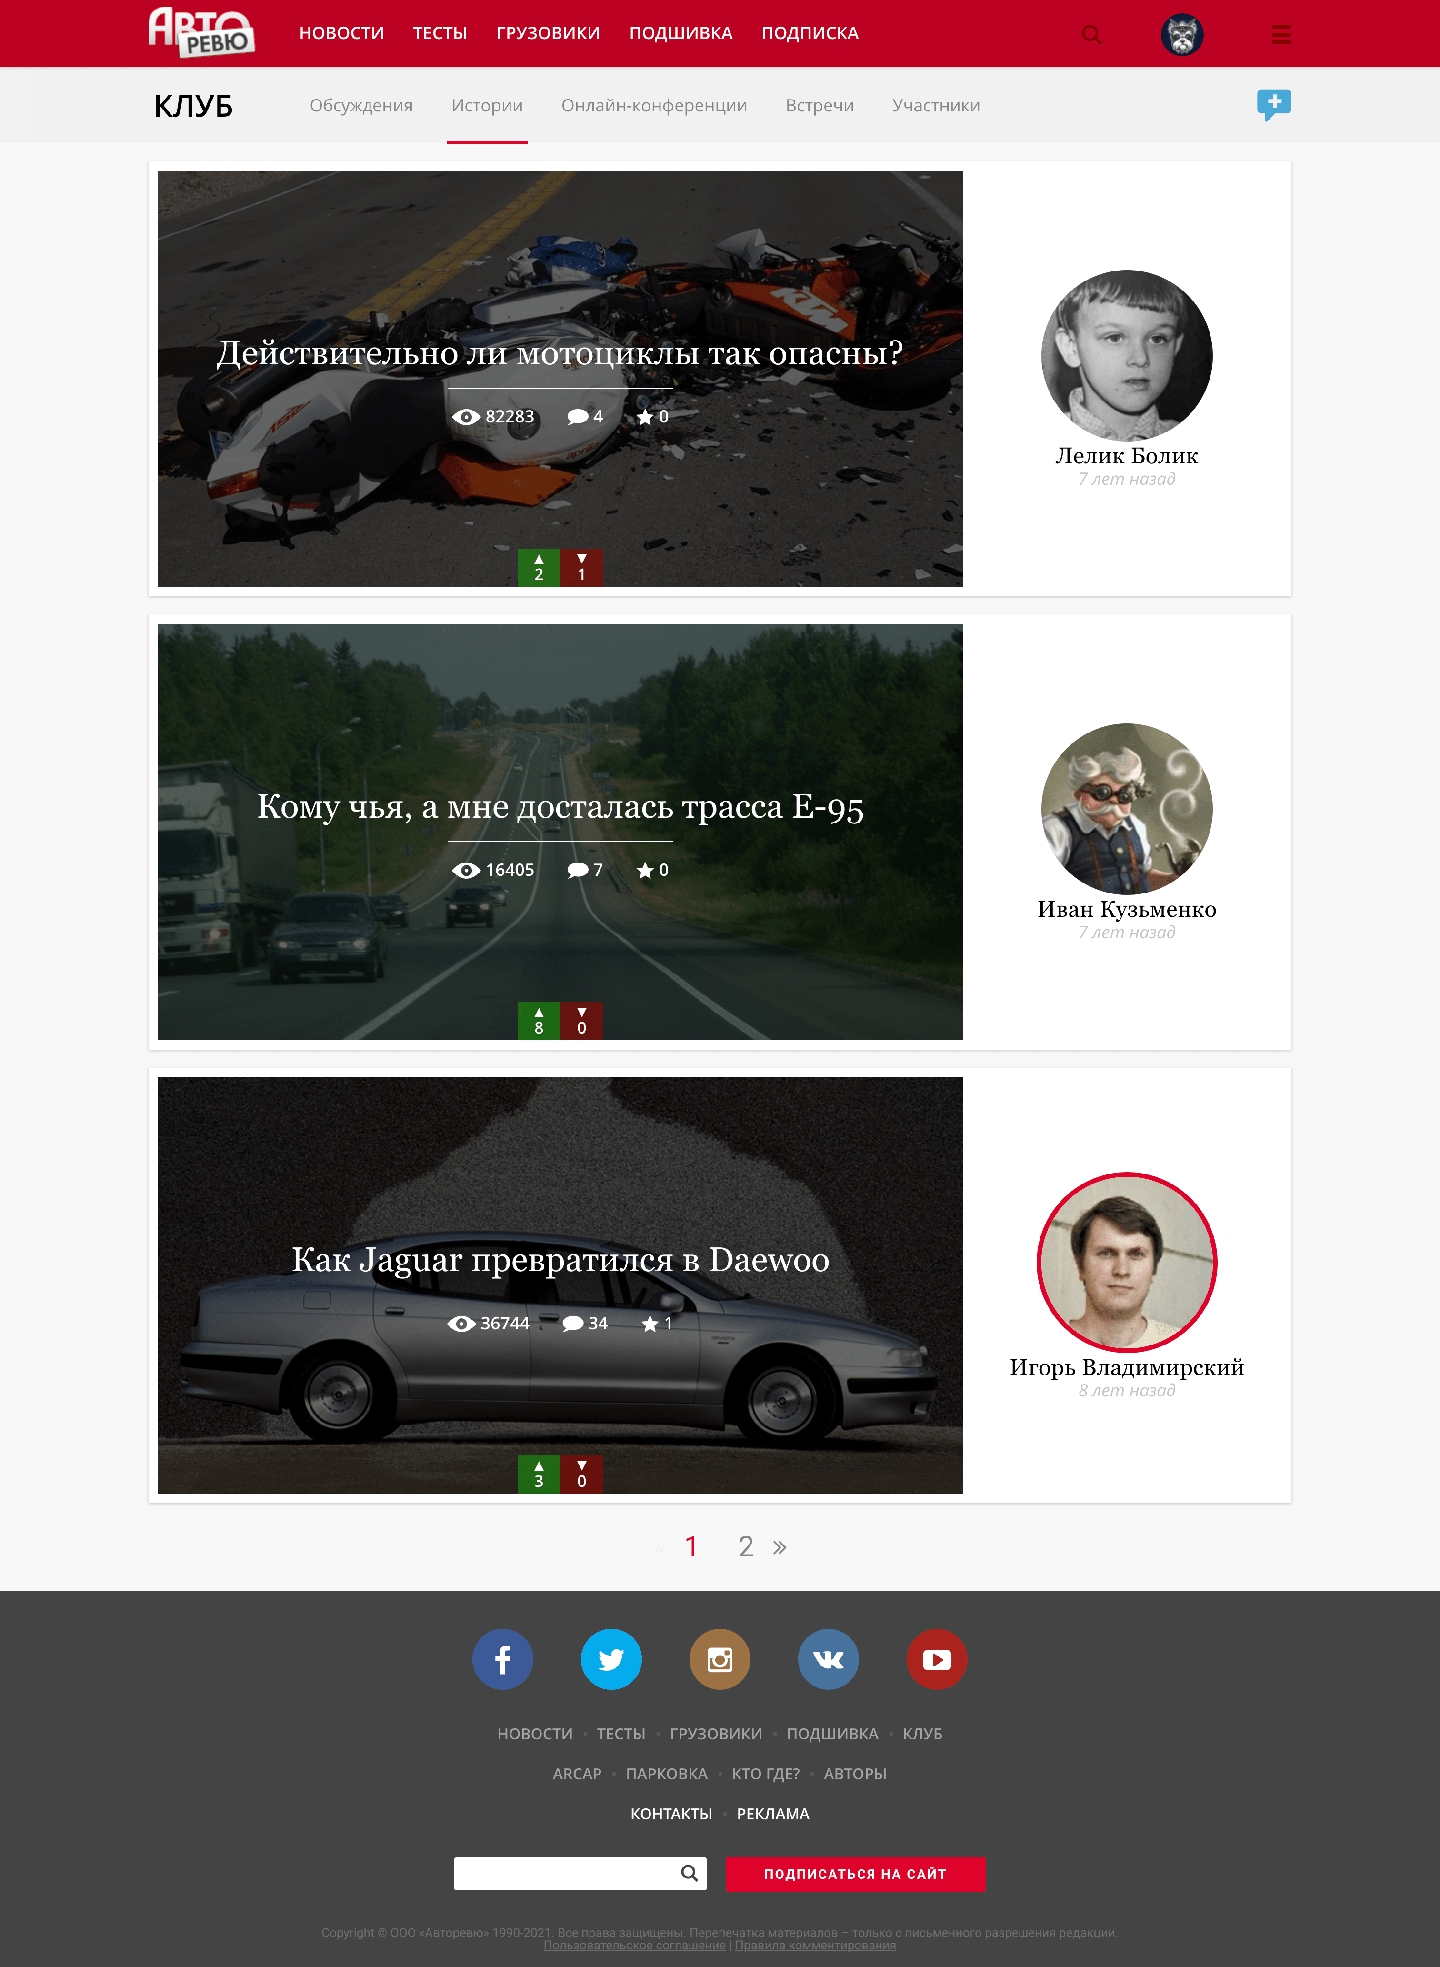 АВТО
РЕВЮ
НОВОСТИ ТЕСТЫ ГРУЗОВИКИ ПОДШИВКА ПОДПИСКА
КЛУБ
Обсуждения Истории Онлайн-конференции Встречи Участники
Действительно ли мотоциклы так опасны?
82283 4 0
2 1
KTM
Лелик Болик
7 лет назад
Кому чья, а мне досталась трасса Е-95
16405 7 0
8 0
Иван Кузьменко
7 лет назад
Как Jaguar превратился в Daewoo
36744 34 1
3 0
Игорь Владимирский
8 лет назад
« 1 2 »
НОВОСТИ • ТЕСТЫ • ГРУЗОВИКИ • ПОДШИВКА • КЛУБ
ARCAP • ПАРКОВКА • КТО ГДЕ? • АВТОРЫ
КОНТАКТЫ • РЕКЛАМА
ПОДПИСАТЬСЯ НА САЙТ
Copyright © ООО «Авторевю» 1990-2021. Все права защищены. Перепечатка материалов – только с письменного разрешения редакции.
Пользовательское соглашение | Правила комментирования